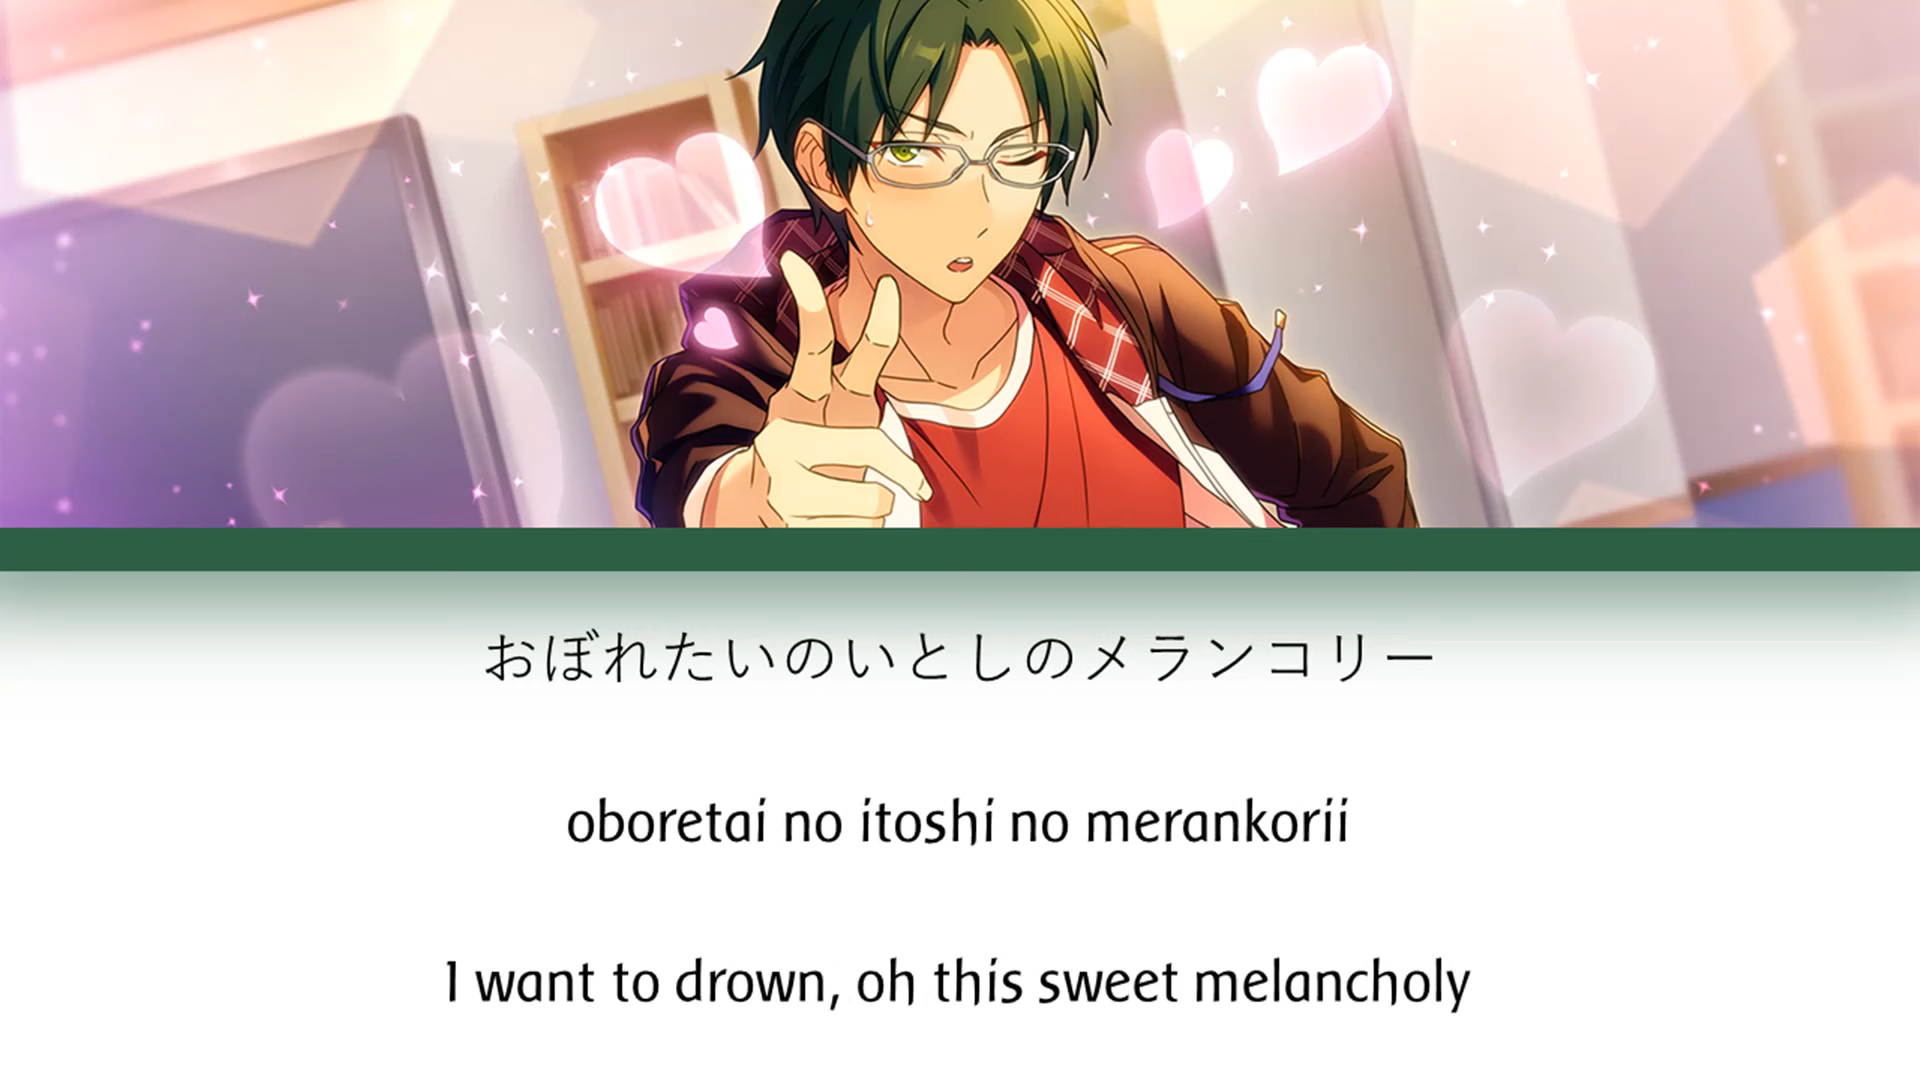 おぼれたいのいとしのメランコリー
oboretai no itoshi no merankorii
I want to drown, oh this sweet melancholy